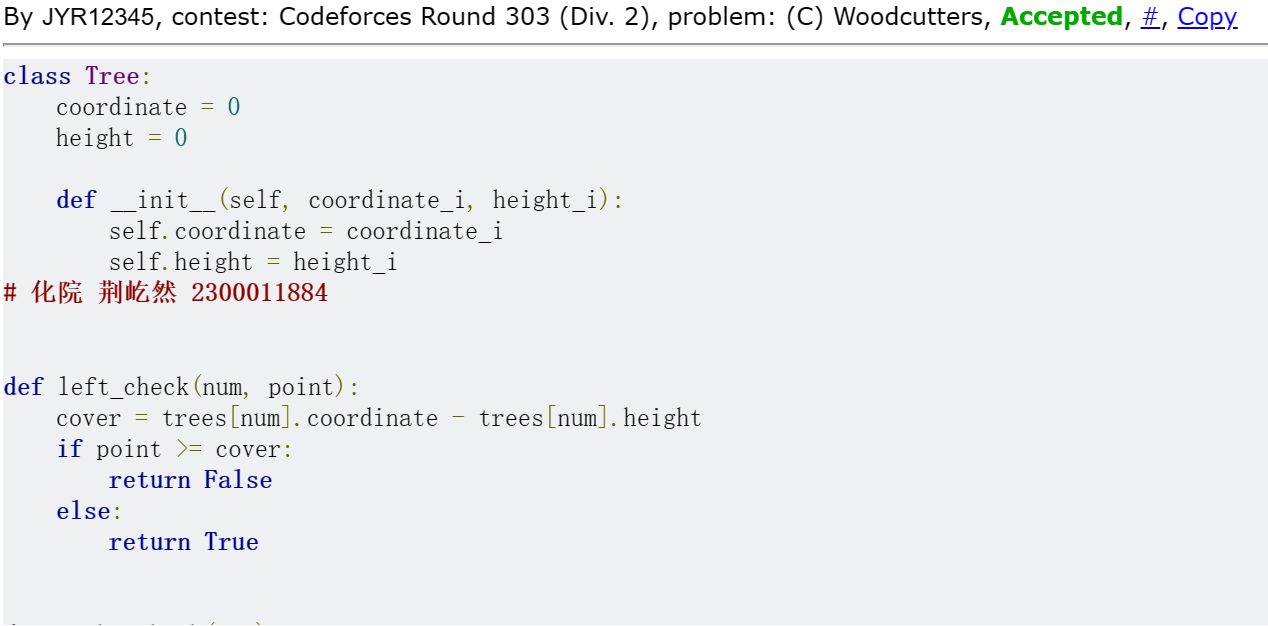 By JYR12345, contest: Codeforces Round 303 (Div. 2), problem: (C) Woodcutters, Accepted, #, Copy
class Tree:
    coordinate = 0
    height = 0
    def __init__(self, coordinate_i, height_i):
        self.coordinate = coordinate_i
        self.height = height_i
# 化院 荆屹然 2300011884
def left_check(num, point):
    cover = trees[num].coordinate - trees[num].height
    if point >= cover:
        return False
    else:
        return True